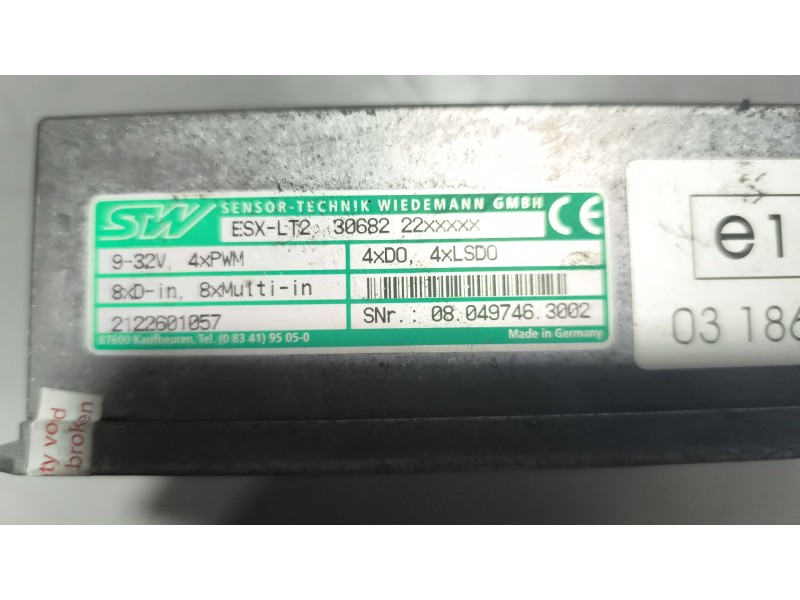 STW SENSOR-TECHNIK WIEDEMANN GMBH CE
ESX-LT2 30682 22xxxxx
9-32V, 4xPWM 4xDO, 4xLSDO
8xD-in, 8xMulti-in
2122601057 SNr.: 08.049746.3002
87600 Kaufbeuren. Tel. (0 83 41) 95 05-0 Made in Germany
e1
03 186
ty void
broken